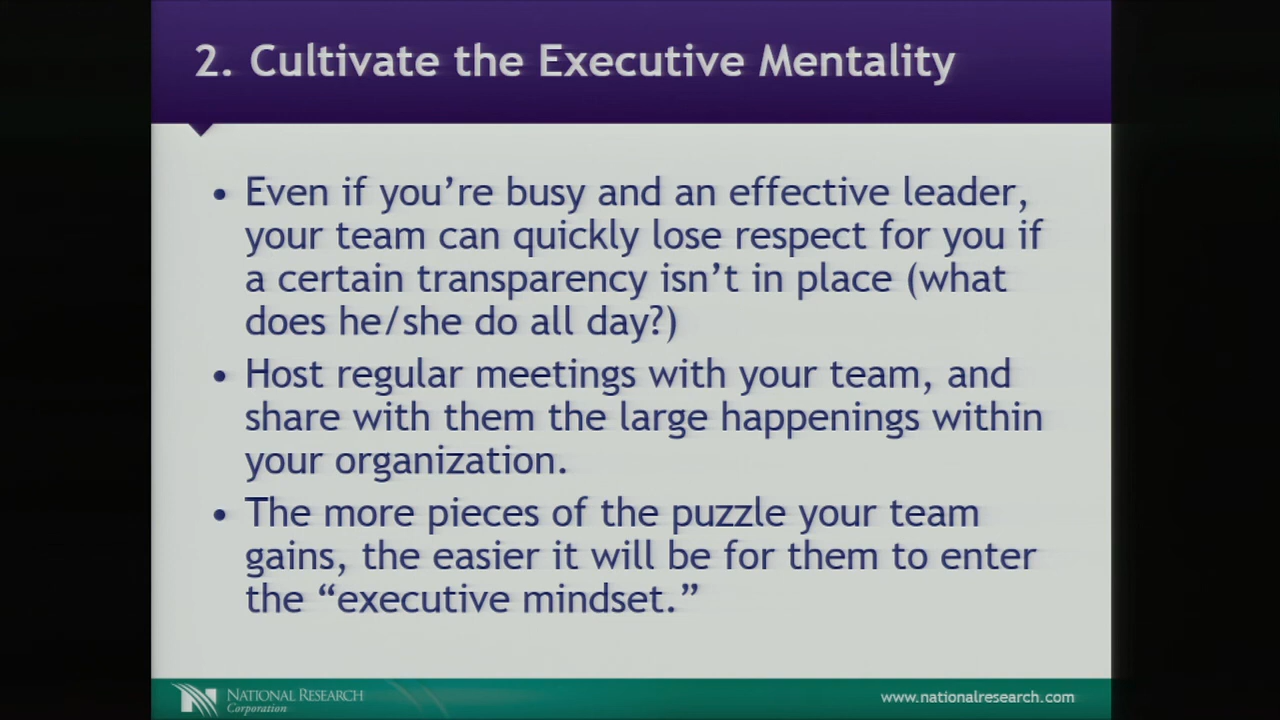 2. Cultivate the Executive Mentality
• Even if you're busy and an effective leader,
your team can quickly lose respect for you if
a certain transparency isn't in place (what
does he/she do all day?)
• Host regular meetings with your team, and
share with them the large happenings within
your organization.
• The more pieces of the puzzle your team
gains, the easier it will be for them to enter
the “executive mindset.”
NATIONAL RESEARCH
Corporation
www.nationalresearch.com